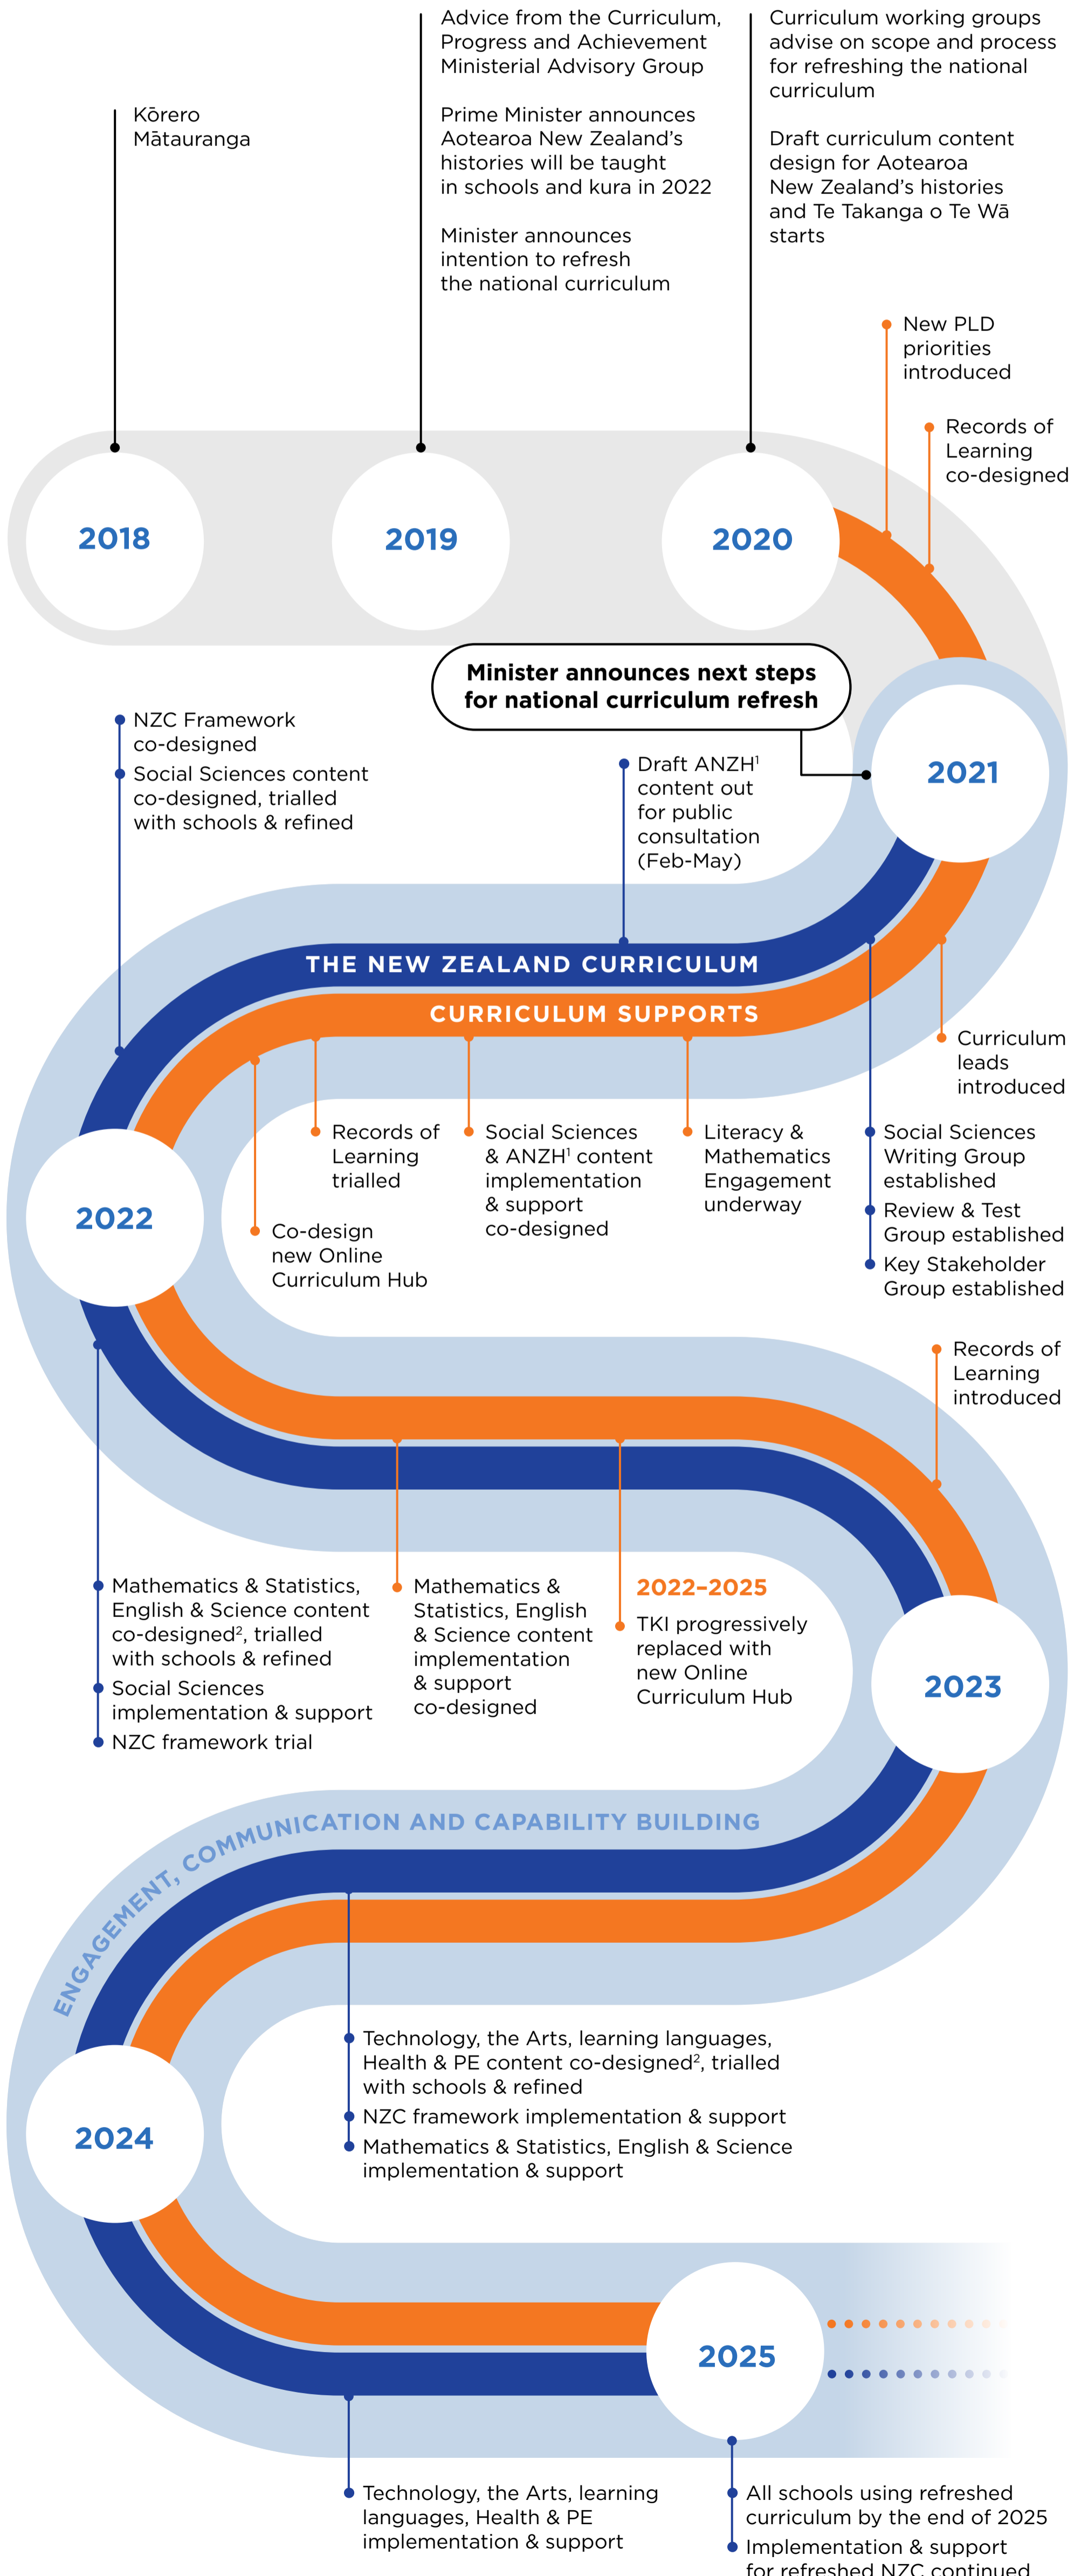 Kōrero
Mātauranga
Advice from the Curriculum,
Progress and Achievement
Ministerial Advisory Group
Prime Minister announces
Aotearoa New Zealand's
histories will be taught
in schools and kura in 2022
Minister announces
intention to refresh
the national curriculum
Curriculum working groups
advise on scope and process
for refreshing the national
curriculum
Draft curriculum content
design for Aotearoa
New Zealand's histories
and Te Takanga o Te Wā
starts
New PLD
priorities
introduced
Records of
Learning
co-designed
2018
2019
2020
Minister announces next steps
for national curriculum refresh
2021
NZC Framework
co-designed
Social Sciences content
co-designed, trialled
with schools & refined
Draft ANZH¹
content out
for public
consultation
(Feb-May)
THE NEW ZEALAND CURRICULUM
CURRICULUM SUPPORTS
Curriculum
leads
introduced
Records of
Learning
trialled
Social Sciences
& ANZH¹ content
implementation
& support
co-designed
Literacy &
Mathematics
Engagement
underway
Social Sciences
Writing Group
established
Review & Test
Group established
Key Stakeholder
Group established
2022
Co-design
new Online
Curriculum Hub
Records of
Learning
introduced
Mathematics & Statistics,
English & Science content
co-designed², trialled
with schools & refined
Social Sciences
implementation & support
NZC framework trial
Mathematics &
Statistics, English
& Science content
implementation
& support
co-designed
2022–2025
TKI progressively
replaced with
new Online
Curriculum Hub
2023
ENGAGEMENT, COMMUNICATION AND CAPABILITY BUILDING
Technology, the Arts, learning languages,
Health & PE content co-designed², trialled
with schools & refined
NZC framework implementation & support
Mathematics & Statistics, English & Science
implementation & support
2024
2025
Technology, the Arts, learning
languages, Health & PE
implementation & support
All schools using refreshed
curriculum by the end of 2025
Implementation & support
for refreshed NZC continued